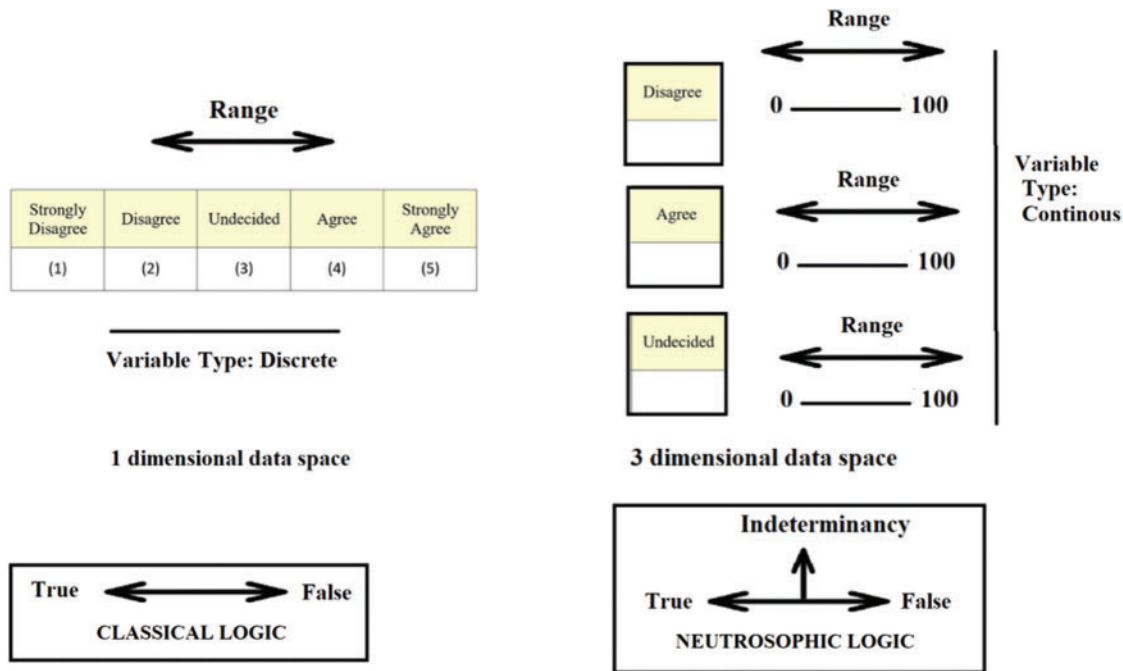 Range
Strongly Disagree
Disagree
Undecided
Agree
Strongly Agree
(1)
(2)
(3)
(4)
(5)
Variable Type: Discrete
1 dimensional data space
True
False
CLASSICAL LOGIC
Range
Disagree
0
100
Range
Agree
0
100
Range
Undecided
0
100
Variable
Type:
Continous
3 dimensional data space
Indeterminancy
True
False
NEUTROSOPHIC LOGIC